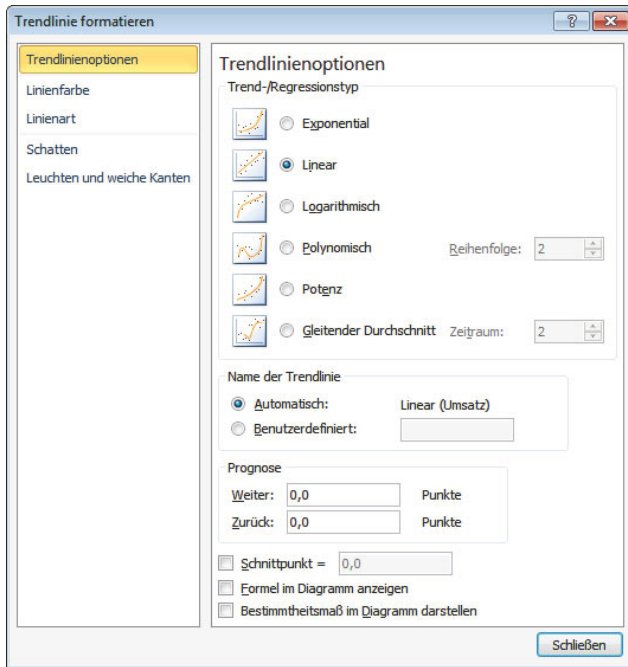 Trendlinie formatieren
Trendlinienoptionen
Linienfarbe
Linienart
Schatten
Leuchten und weiche Kanten
Trendlinienoptionen
Trend-/Regressionstyp
Exponential
Linear
Logarithmisch
Polynomisch Reihenfolge: 2
Potenz
Gleitender Durchschnitt Zeitraum: 2
Name der Trendlinie
Automatisch: Linear (Umsatz)
Benutzerdefiniert:
Prognose
Weiter: 0,0 Punkte
Zurück: 0,0 Punkte
Schnittpunkt = 0,0
Formel im Diagramm anzeigen
Bestimmtheitsmaß im Diagramm darstellen
Schließen